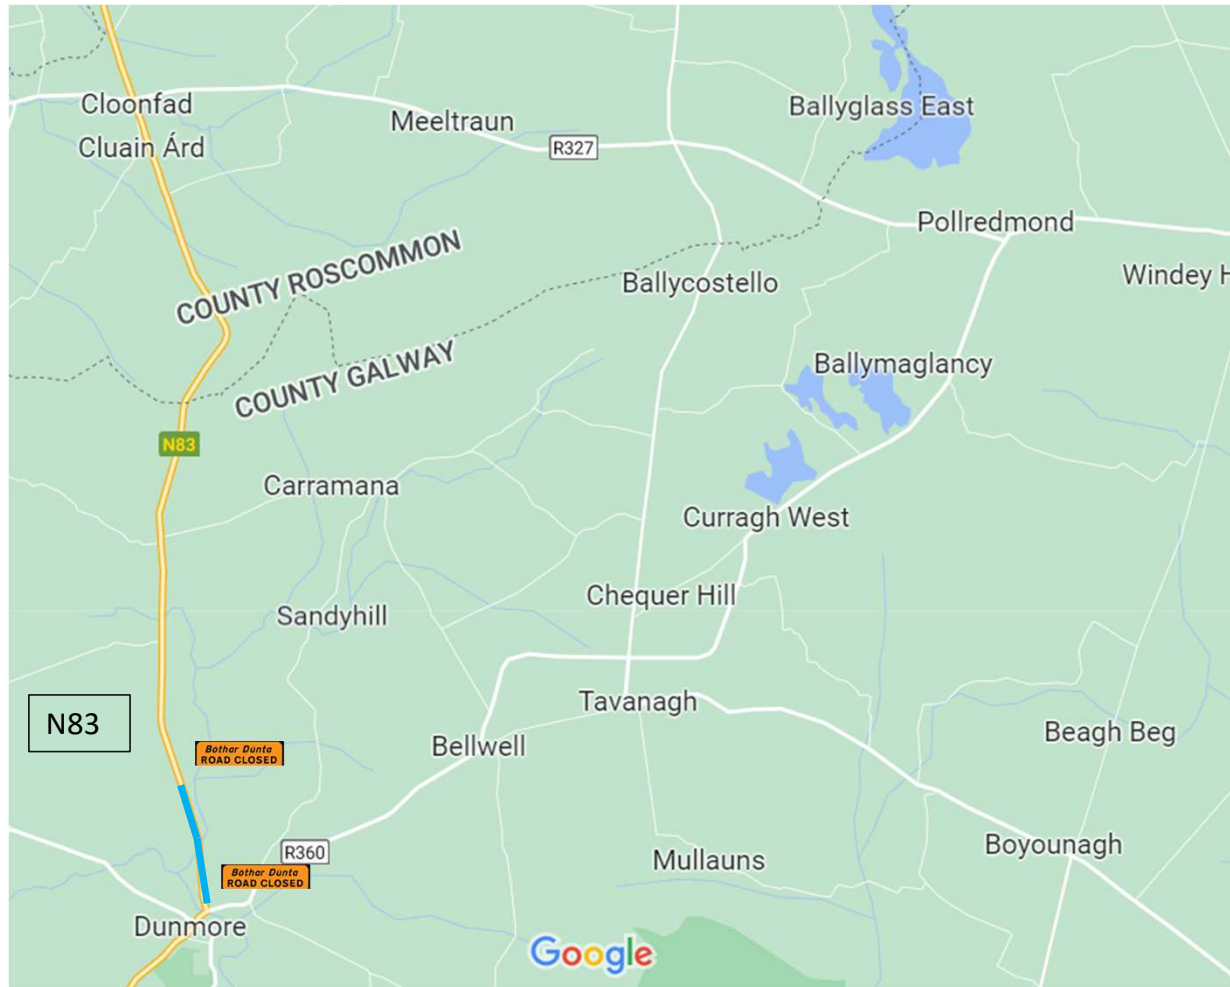 Cloonfad
Cluain Árd
Meeltraun
R327
Ballyglass East
Pollredmond
Windey H
COUNTY ROSCOMMON
Ballycostello
COUNTY GALWAY
Ballymaglancy
N83
Carramana
Curragh West
Chequer Hill
Sandyhill
Tavanagh
N83
Bellwell
Beagh Beg
Bothar Dunta
ROAD CLOSED
R360
Boyounagh
Mullauns
Bothar Dunta
ROAD CLOSED
Dunmore
Google